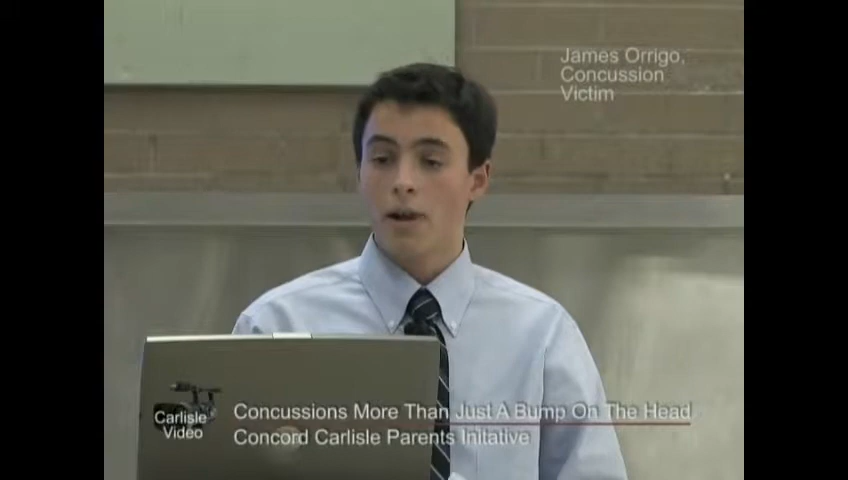 James Orrigo,
Concussion
Victim
Carlisle
Video
Concussions More Than Just A Bump On The Head
Concord Carlisle Parents Initative